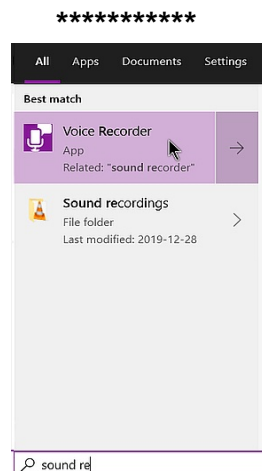 ***********
All Apps Documents Settings
Best match
Voice Recorder
App
Related: "sound recorder"
Sound recordings
File folder
Last modified: 2019-12-28
sound re